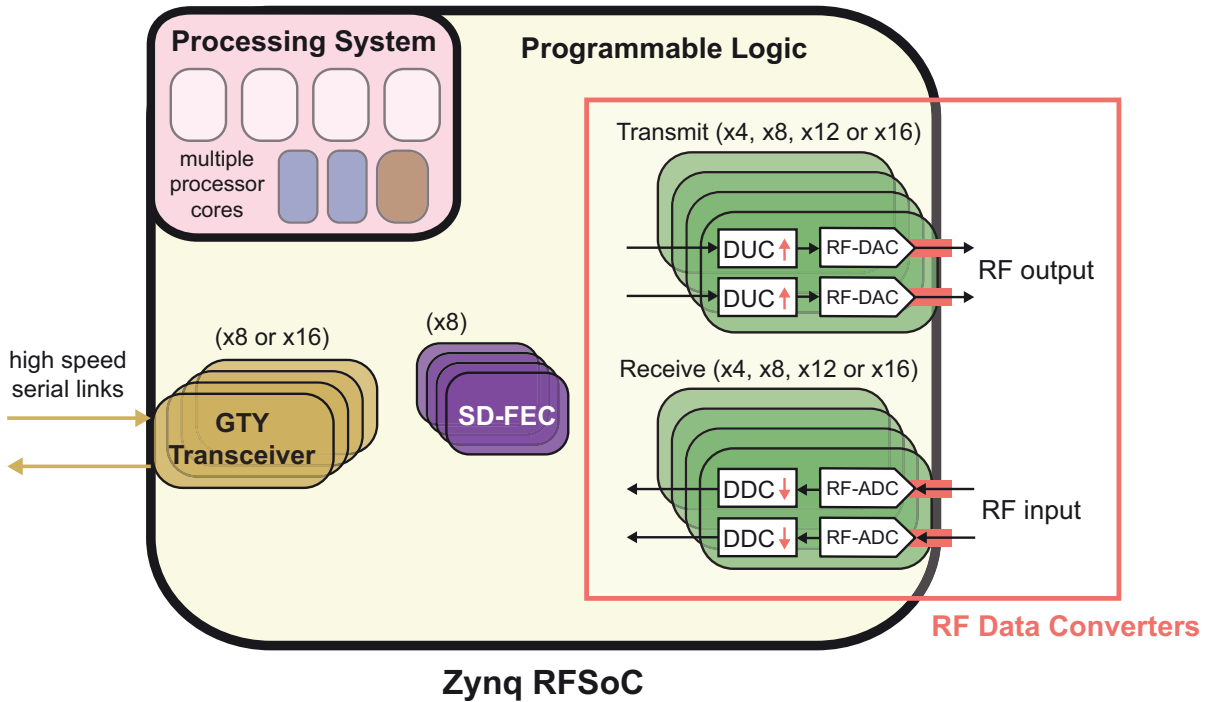 Processing System
multiple
processor
cores
Programmable Logic
Transmit (x4, x8, x12 or x16)
DUC
RF-DAC
DUC
RF-DAC
RF output
(x8 or x16)
(x8)
high speed
serial links
GTY
Transceiver
SD-FEC
Receive (x4, x8, x12 or x16)
DDC
RF-ADC
DDC
RF-ADC
RF input
RF Data Converters
Zynq RFSoC